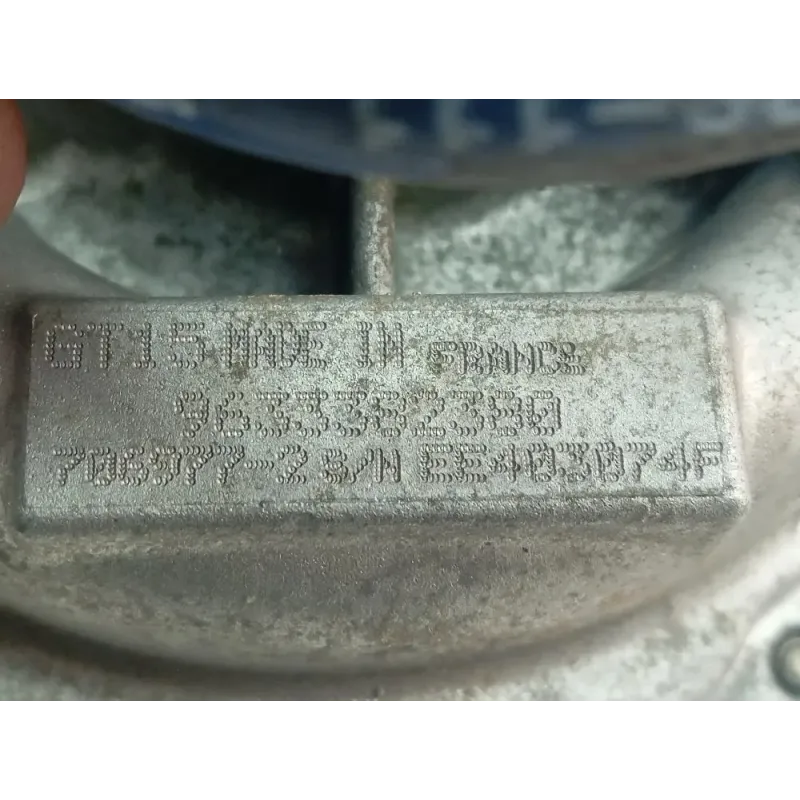 GT15 MADE IN FRANCE
9633382380
706977-2 S/N EE403074F